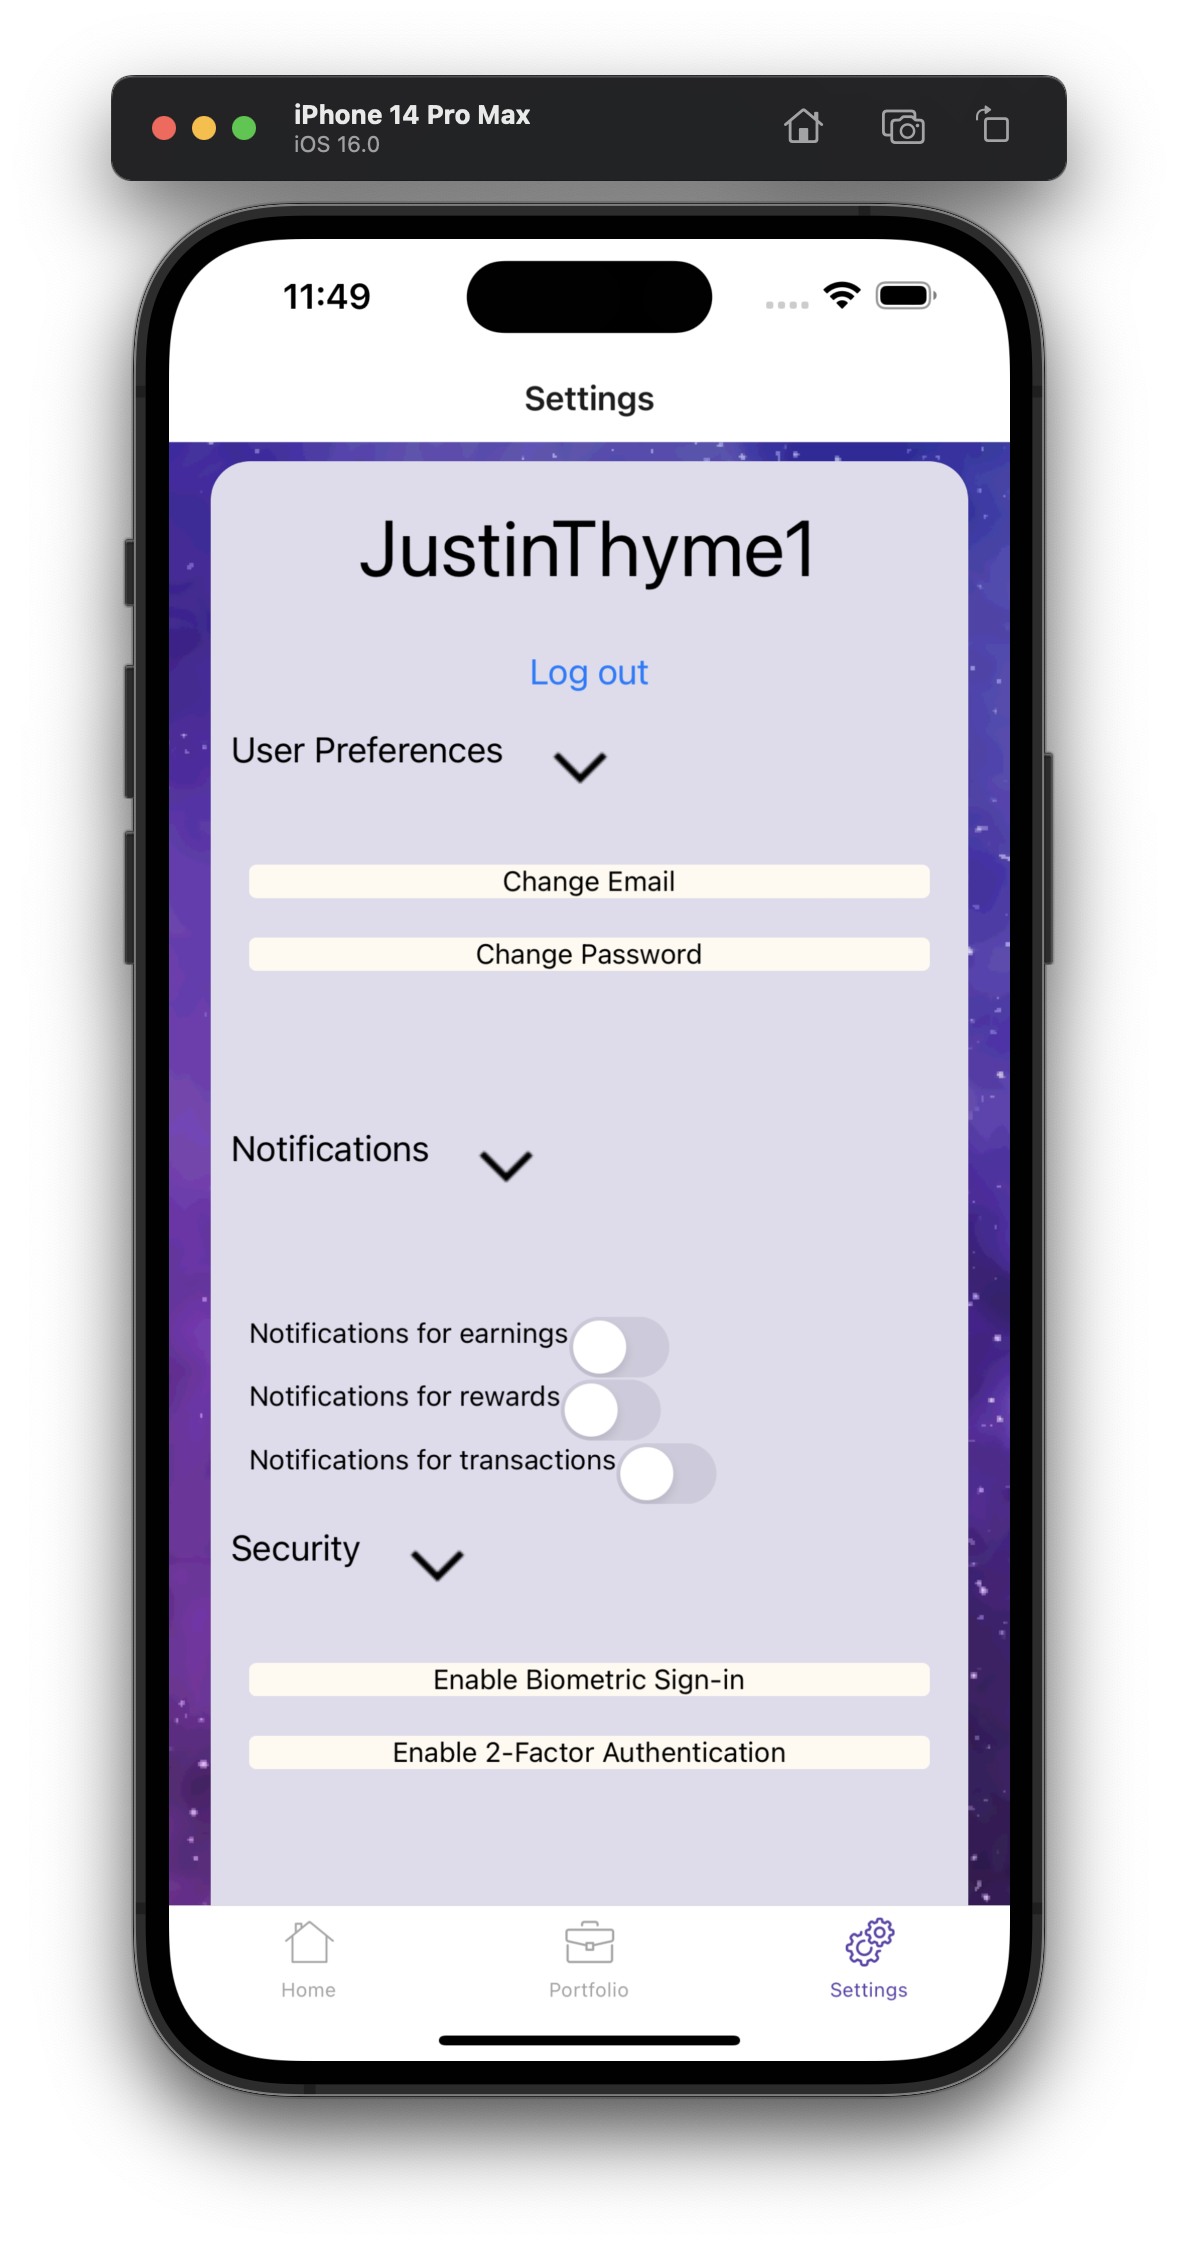 iPhone 14 Pro Max
iOS 16.0
11:49
Settings
JustinThyme1
Log out
User Preferences
Change Email
Change Password
Notifications
Notifications for earnings
Notifications for rewards
Notifications for transactions
Security
Enable Biometric Sign-in
Enable 2-Factor Authentication
Home
Portfolio
Settings